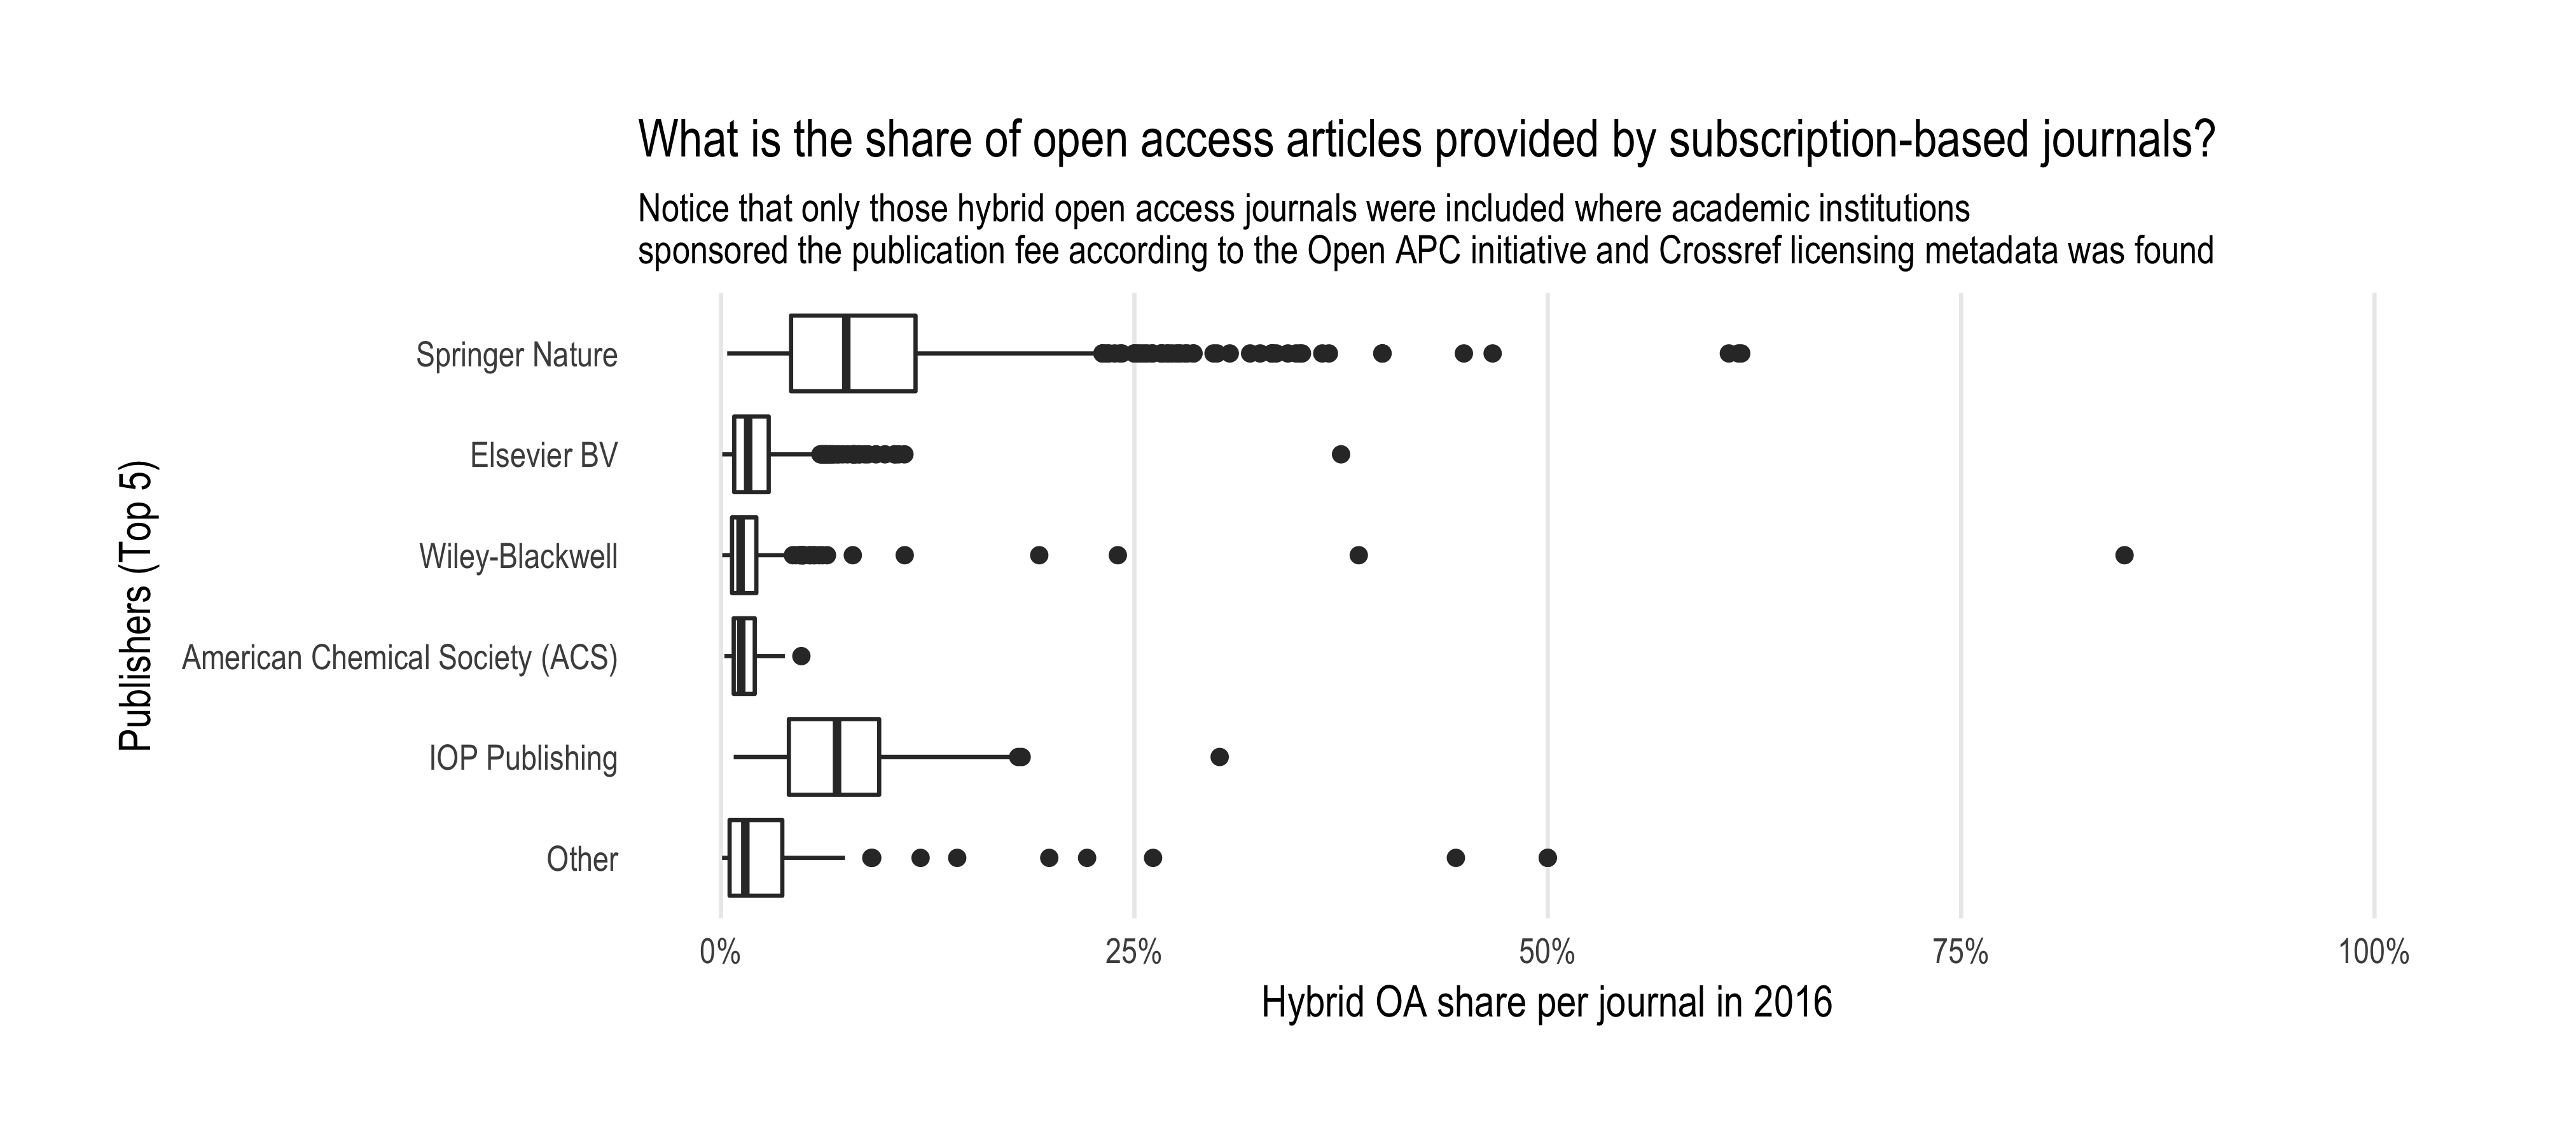 What is the share of open access articles provided by subscription-based journals?
Notice that only those hybrid open access journals were included where academic institutions
sponsored the publication fee according to the Open APC initiative and Crossref licensing metadata was found
Publishers (Top 5)
Springer Nature
Elsevier BV
Wiley-Blackwell
American Chemical Society (ACS)
IOP Publishing
Other
0% 25% 50% 75% 100%
Hybrid OA share per journal in 2016